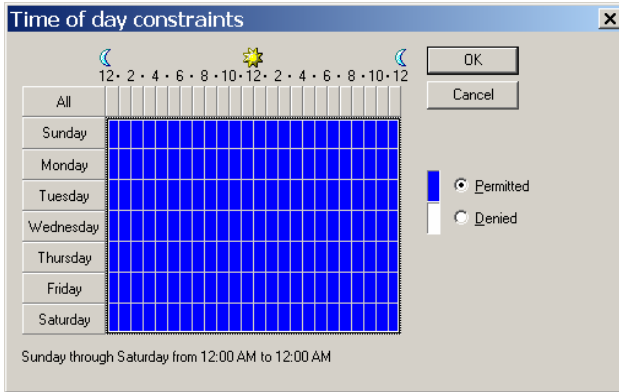 Time of day constraints
OK
12 · 2 · 4 · 6 · 8 · 10 · 12 · 2 · 4 · 6 · 8 · 10 · 12
Cancel
All
Sunday
Monday
Tuesday
Permitted
Wednesday
Denied
Thursday
Friday
Saturday
Sunday through Saturday from 12:00 AM to 12:00 AM